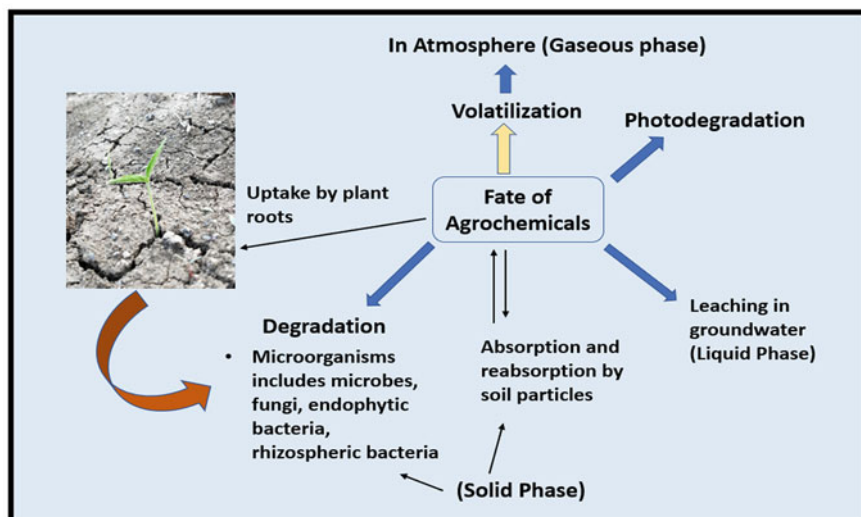 In Atmosphere (Gaseous phase)
Volatilization
Photodegradation
Uptake by plant
roots
Fate of
Agrochemicals
Degradation
• Microorganisms
includes microbes,
fungi, endophytic
bacteria,
rhizospheric bacteria
Absorption and
reabsorption by
soil particles
Leaching in
groundwater
(Liquid Phase)
(Solid Phase)